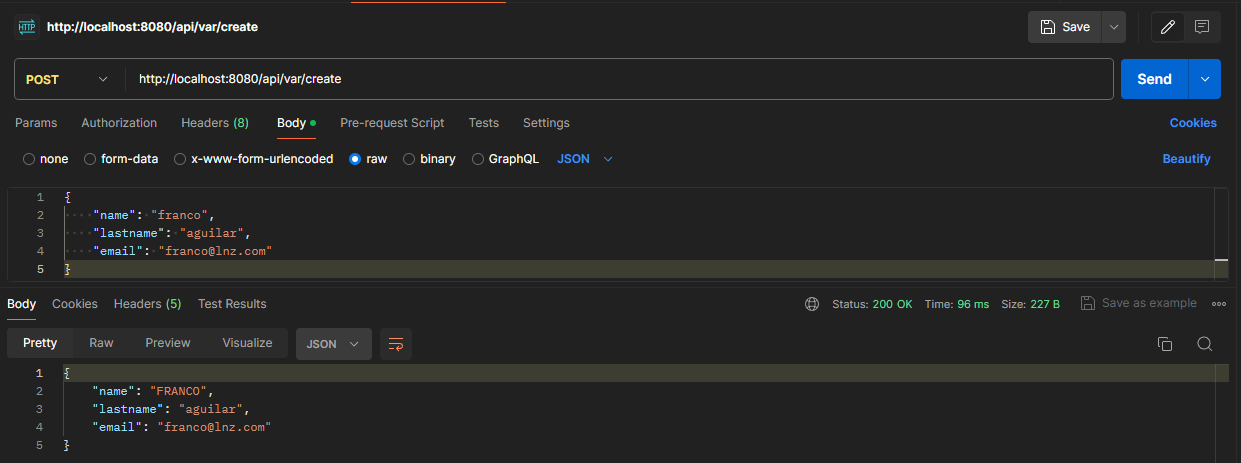 HTTP http://localhost:8080/api/var/create Save
POST http://localhost:8080/api/var/create Send
Params Authorization Headers (8) Body Pre-request Script Tests Settings Cookies
none form-data x-www-form-urlencoded raw binary GraphQL JSON Beautify
1 {
2 "name": "franco",
3 "lastname": "aguilar",
4 "email": "franco@lnz.com"
5 }
Body Cookies Headers (5) Test Results Status: 200 OK Time: 96 ms Size: 227 B Save as example
Pretty Raw Preview Visualize JSON
1 {
2 "name": "FRANCO",
3 "lastname": "aguilar",
4 "email": "franco@lnz.com"
5 }